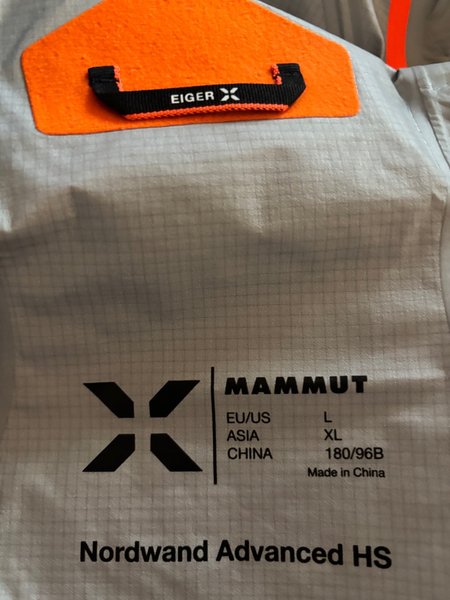 EIGER X
MAMMUT
EU/US L
ASIA XL
CHINA 180/96B
Made in China
Nordwand Advanced HS